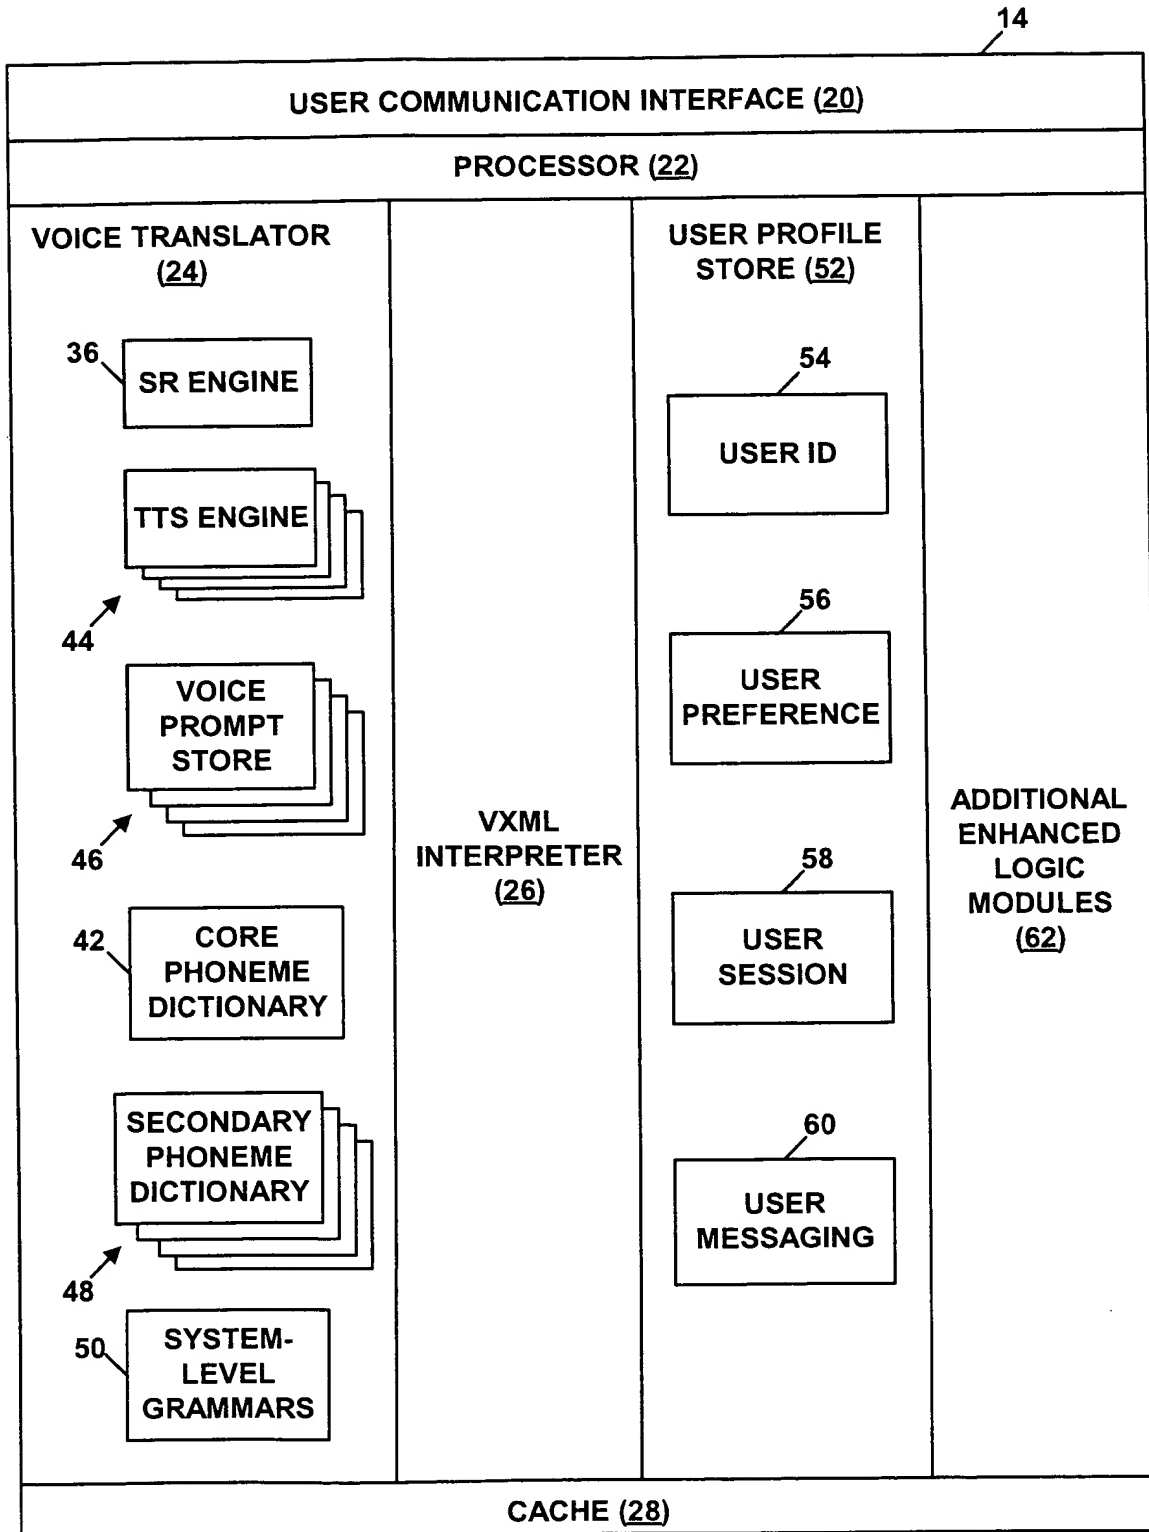 14
USER COMMUNICATION INTERFACE (20)
PROCESSOR (22)
VOICE TRANSLATOR
(24)
36
SR ENGINE
TTS ENGINE
44
VOICE
PROMPT
STORE
46
42
CORE
PHONEME
DICTIONARY
SECONDARY
PHONEME
DICTIONARY
48
50
SYSTEM-
LEVEL
GRAMMARS
VXML
INTERPRETER
(26)
USER PROFILE
STORE (52)
54
USER ID
56
USER
PREFERENCE
58
USER
SESSION
60
USER
MESSAGING
ADDITIONAL
ENHANCED
LOGIC
MODULES
(62)
CACHE (28)